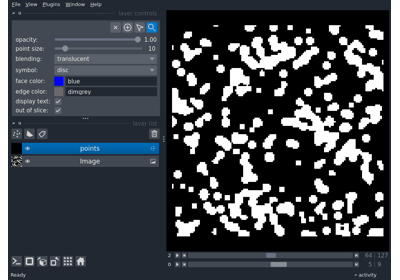 File View Plugins Window Help
layer controls
opacity: 1.00
point size: 10
blending: translucent
symbol: disc
face color: blue
edge color: dimgrey
display text:
out of slice:
layer list
points
Image
2 64 127
0 5 9
Ready activity